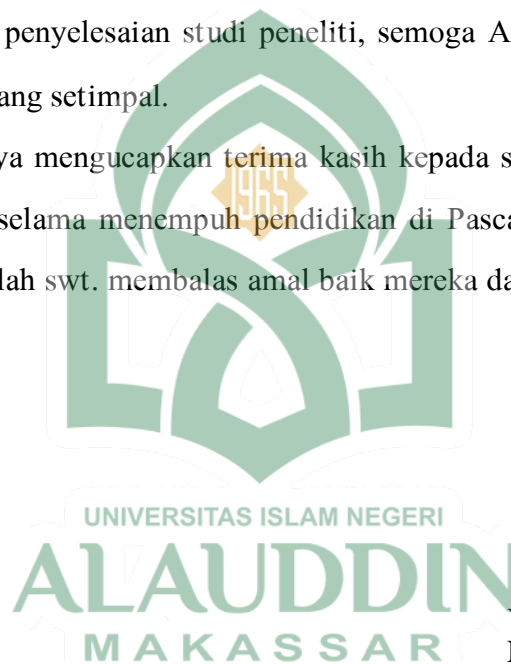 penyelesaian studi peneliti, semoga A
ang setimpal.
ya mengucapkan terima kasih kepada s
1965
selama menempuh pendidikan di Pasca
lah swt. membalas amal baik mereka da
UNIVERSITAS ISLAM NEGERI
ALAUDDIN
MAKASSAR